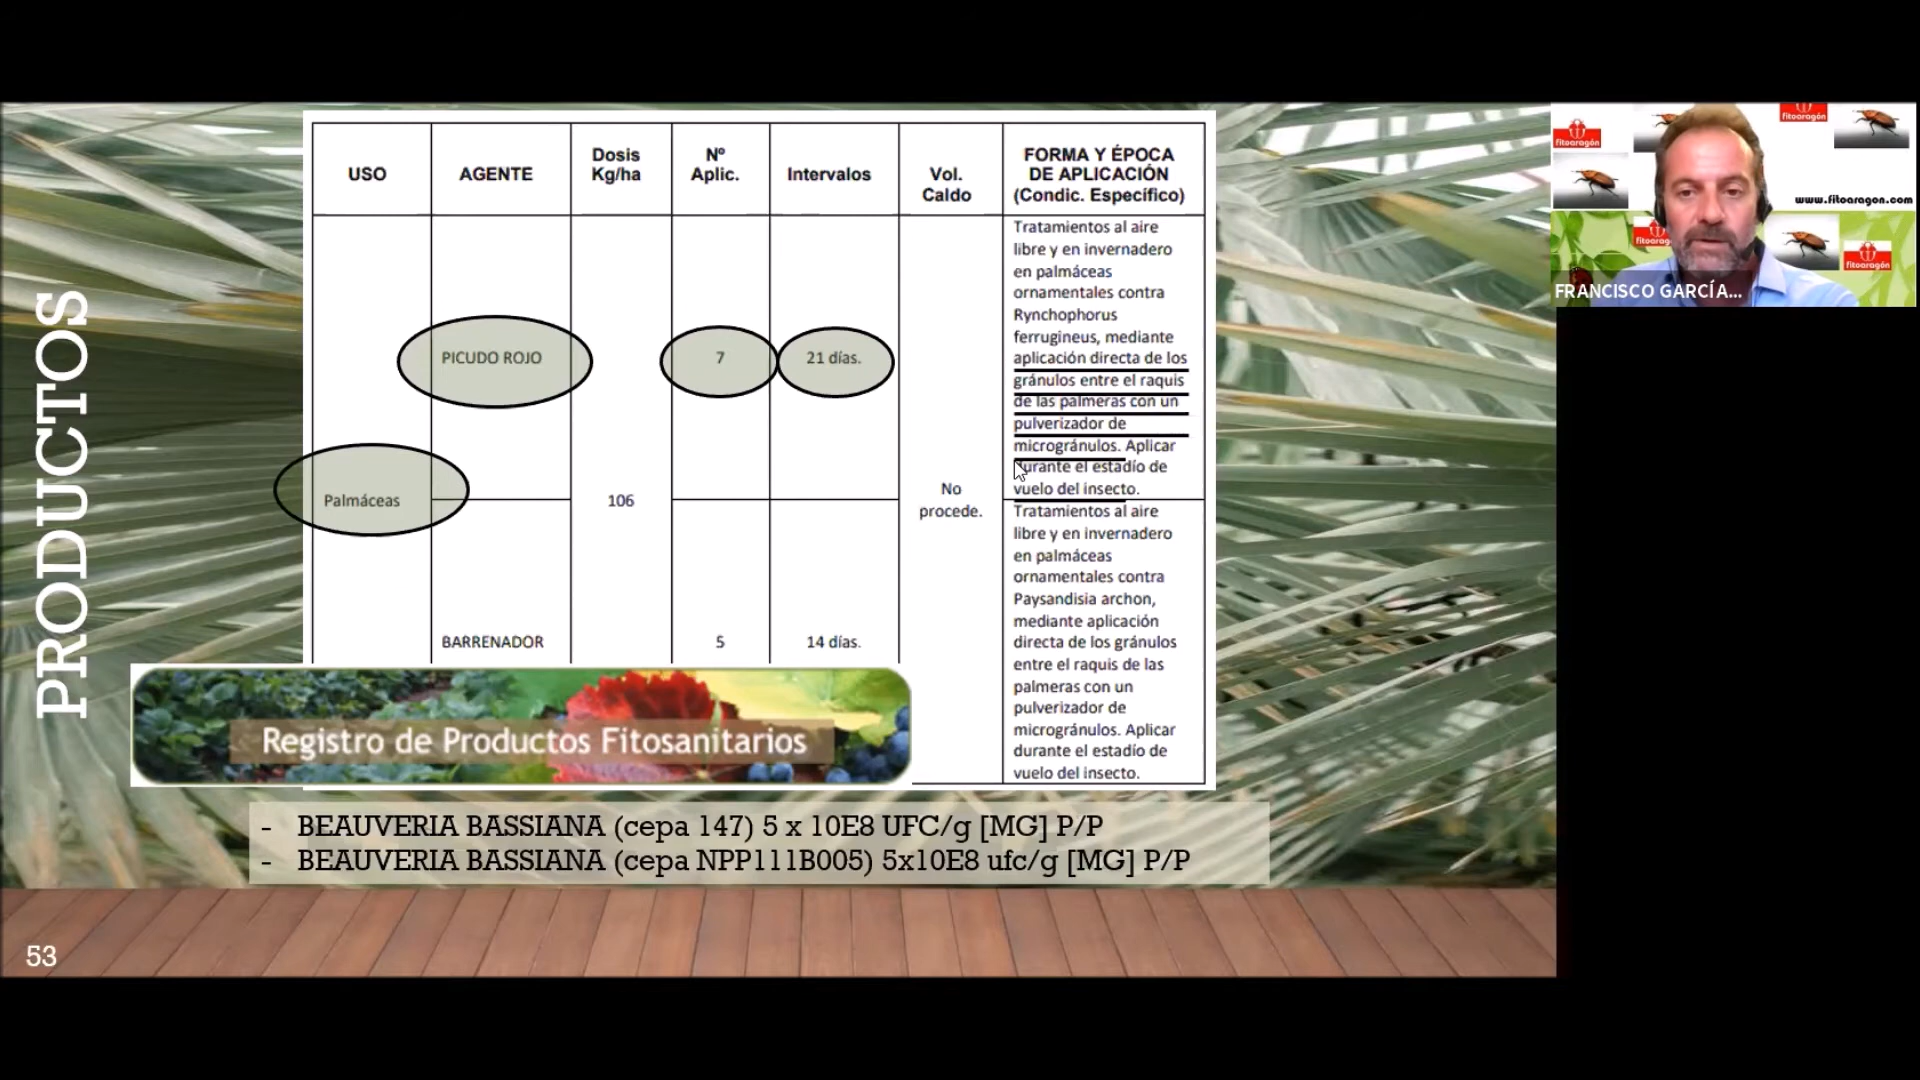 PRODUCTOS
USO
AGENTE
Dosis
Kg/ha
Nº
Aplic.
Intervalos
Vol.
Caldo
FORMA Y ÉPOCA
DE APLICACIÓN
(Condic. Específico)
Palmáceas
PICUDO ROJO
106
7
21 días.
No
procede.
Tratamientos al aire
libre y en invernadero
en palmáceas
ornamentales contra
Rynchophorus
ferrugineus, mediante
aplicación directa de los
gránulos entre el raquis
de las palmeras con un
pulverizador de
microgránulos. Aplicar
durante el estadío de
vuelo del insecto.
BARRENADOR
5
14 días.
Tratamientos al aire
libre y en invernadero
en palmáceas
ornamentales contra
Paysandisia archon,
mediante aplicación
directa de los gránulos
entre el raquis de las
palmeras con un
pulverizador de
microgránulos. Aplicar
durante el estadío de
vuelo del insecto.
Registro de Productos Fitosanitarios
- BEAUVERIA BASSIANA (cepa 147) 5 x 10E8 UFC/g [MG] P/P
- BEAUVERIA BASSIANA (cepa NPP111B005) 5x10E8 ufc/g [MG] P/P
53
fitoaragón
fitoaragón
www.fitoaragon.com
fitoarag
fitoaragón
FRANCISCO GARCÍA...